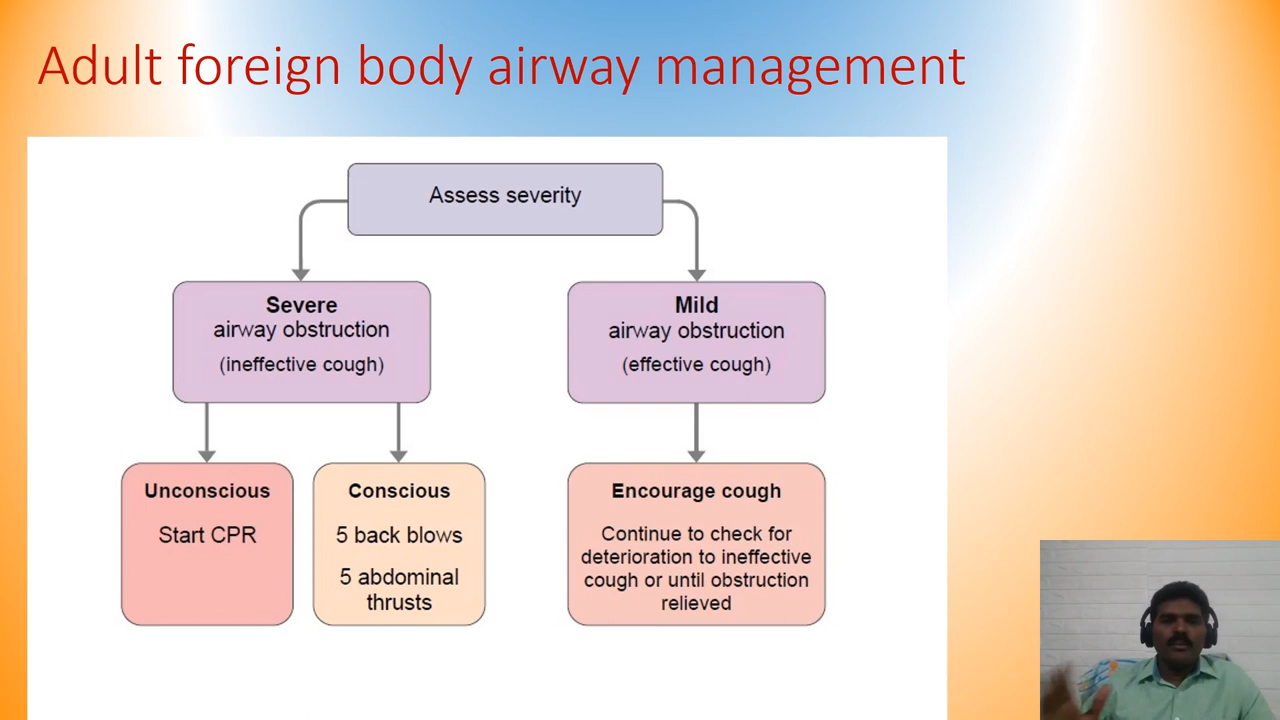 Adult foreign body airway management
Assess severity
Severe
airway obstruction
(ineffective cough)
Mild
airway obstruction
(effective cough)
Unconscious
Start CPR
Conscious
5 back blows
5 abdominal
thrusts
Encourage cough
Continue to check for
deterioration to ineffective
cough or until obstruction
relieved